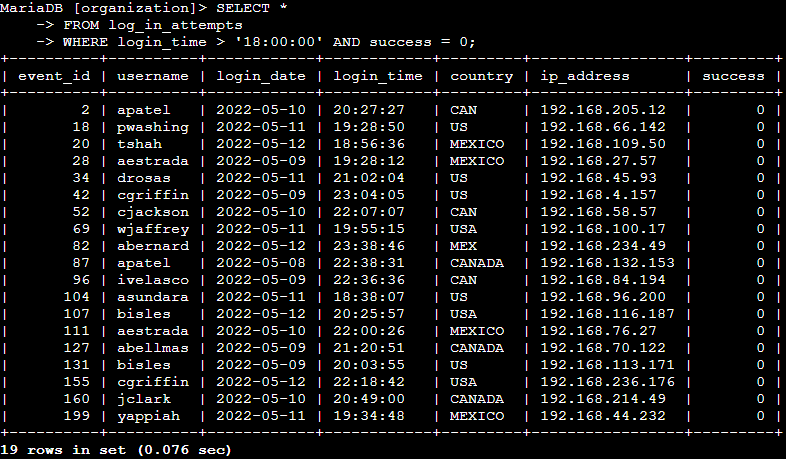 MariaDB [organization]> SELECT *
    -> FROM log_in_attempts
    -> WHERE login_time > '18:00:00' AND success = 0;
+----------+----------+------------+------------+---------+-----------------+---------+
| event_id | username | login_date | login_time | country | ip_address      | success |
+----------+----------+------------+------------+---------+-----------------+---------+
|        2 | apatel   | 2022-05-10 | 20:27:27   | CAN     | 192.168.205.12  |       0 |
|       18 | pwashing | 2022-05-11 | 19:28:50   | US      | 192.168.66.142  |       0 |
|       20 | tshah    | 2022-05-12 | 18:56:36   | MEXICO  | 192.168.109.50  |       0 |
|       28 | aestrada | 2022-05-09 | 19:28:12   | MEXICO  | 192.168.27.57   |       0 |
|       34 | drosas   | 2022-05-11 | 21:02:04   | US      | 192.168.45.93   |       0 |
|       42 | cgriffin | 2022-05-09 | 23:04:05   | US      | 192.168.4.157   |       0 |
|       52 | cjackson | 2022-05-10 | 22:07:07   | CAN     | 192.168.58.57   |       0 |
|       69 | wjaffrey | 2022-05-11 | 19:55:15   | USA     | 192.168.100.17  |       0 |
|       82 | abernard | 2022-05-12 | 23:38:46   | MEX     | 192.168.234.49  |       0 |
|       87 | apatel   | 2022-05-08 | 22:38:31   | CANADA  | 192.168.132.153 |       0 |
|       96 | ivelasco | 2022-05-09 | 22:36:36   | CAN     | 192.168.84.194  |       0 |
|      104 | asundara | 2022-05-11 | 18:38:07   | US      | 192.168.96.200  |       0 |
|      107 | bisles   | 2022-05-12 | 20:25:57   | USA     | 192.168.116.187 |       0 |
|      111 | aestrada | 2022-05-10 | 22:00:26   | MEXICO  | 192.168.76.27   |       0 |
|      127 | abellmas | 2022-05-09 | 21:20:51   | CANADA  | 192.168.70.122  |       0 |
|      131 | bisles   | 2022-05-09 | 20:03:55   | US      | 192.168.113.171 |       0 |
|      155 | cgriffin | 2022-05-12 | 22:18:42   | USA     | 192.168.236.176 |       0 |
|      160 | jclark   | 2022-05-10 | 20:49:00   | CANADA  | 192.168.214.49  |       0 |
|      199 | yappiah  | 2022-05-11 | 19:34:48   | MEXICO  | 192.168.44.232  |       0 |
+----------+----------+------------+------------+---------+-----------------+---------+
19 rows in set (0.076 sec)